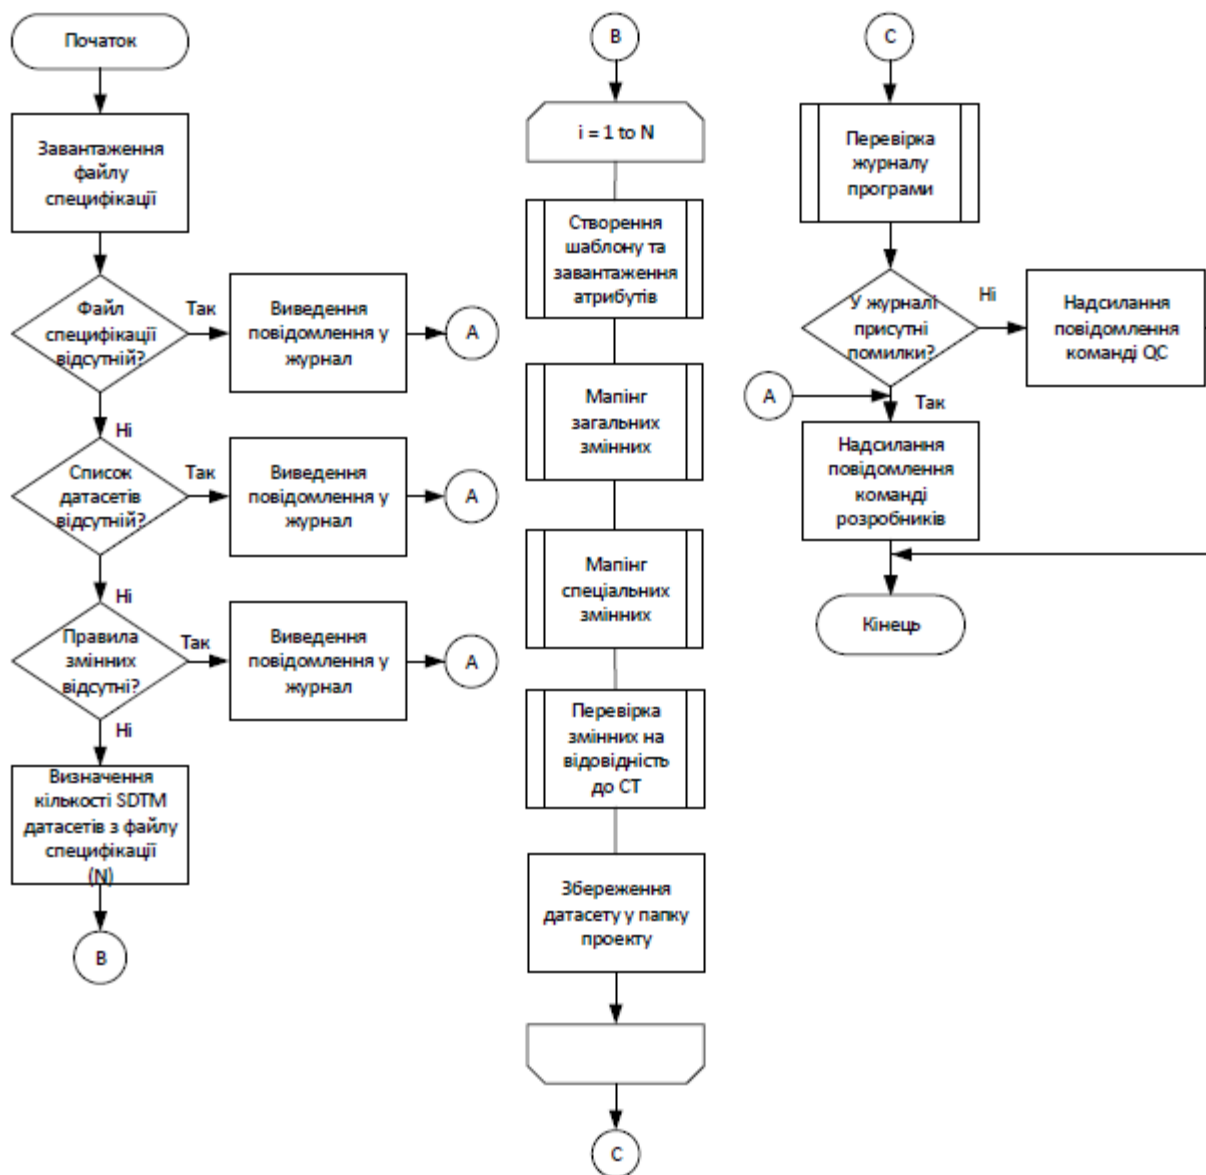 Початок
Завантаження
файлу
специфікації
Файл
специфікації
відсутній?
Так
Виведення
повідомлення у
журнал
A
Ні
Список
датасетів
відсутній?
Так
Виведення
повідомлення у
журнал
A
Ні
Правила
змінних
відсутні?
Так
Виведення
повідомлення у
журнал
A
Ні
Визначення
кількості SDTM
датасетів з файлу
специфікації
(N)
B
B
i = 1 to N
Створення
шаблону та
завантаження
атрибутів
Мапінг
загальних
змінних
Мапінг
спеціальних
змінних
Перевірка
змінних на
відовідність
до СТ
Збереження
датасету у папку
проекту
C
C
Перевірка
журналу
програми
У журналі
присутні
помилки?
Ні
Надсилання
повідомлення
команді QC
A
Так
Надсилання
повідомлення
команді
розробників
Кінець